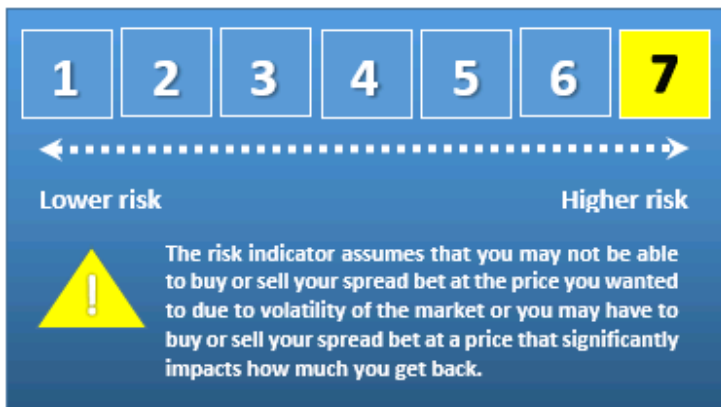 1 2 3 4 5 6 7
Lower risk Higher risk
!
The risk indicator assumes that you may not be able
to buy or sell your spread bet at the price you wanted
to due to volatility of the market or you may have to
buy or sell your spread bet at a price that significantly
impacts how much you get back.